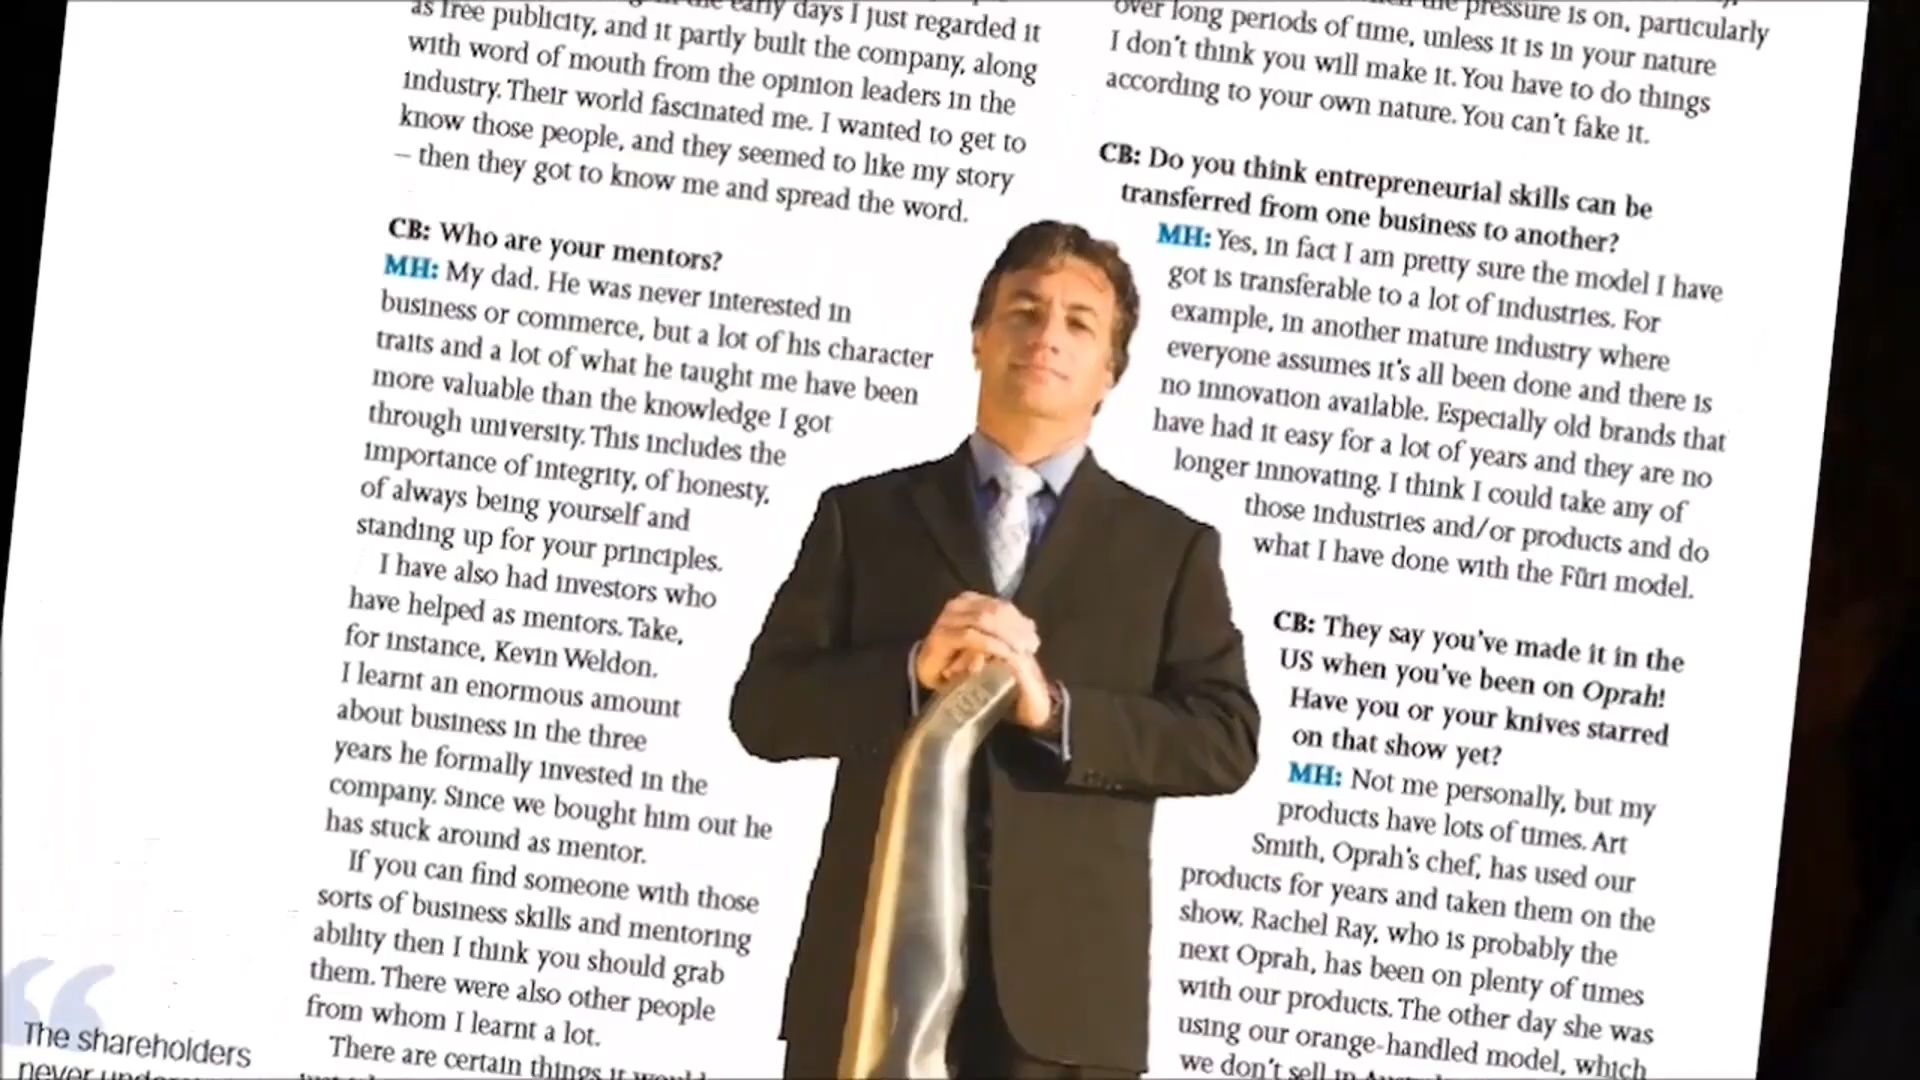 the early days I just regarded it
as free publicity, and it partly built the company, along
with word of mouth from the opinion leaders in the
industry. Their world fascinated me. I wanted to get to
know those people, and they seemed to like my story
– then they got to know me and spread the word.
CB: Who are your mentors?
MH: My dad. He was never interested in
business or commerce, but a lot of his character
traits and a lot of what he taught me have been
more valuable than the knowledge I got
through university. This includes the
importance of integrity, of honesty,
of always being yourself and
standing up for your principles.
I have also had investors who
have helped as mentors. Take,
for instance, Kevin Weldon.
I learnt an enormous amount
about business in the three
years he formally invested in the
company. Since we bought him out he
has stuck around as mentor.
If you can find someone with those
sorts of business skills and mentoring
ability then I think you should grab
them. There were also other people
from whom I learnt a lot.
There are certain things it would
the pressure is on, particularly
over long periods of time, unless it is in your nature
I don't think you will make it. You have to do things
according to your own nature. You can't fake it.
CB: Do you think entrepreneurial skills can be
transferred from one business to another?
MH: Yes, in fact I am pretty sure the model I have
got is transferable to a lot of industries. For
example, in another mature industry where
everyone assumes it's all been done and there is
no innovation available. Especially old brands that
have had it easy for a lot of years and they are no
longer innovating. I think I could take any of
those industries and/or products and do
what I have done with the Füri model.
CB: They say you've made it in the
US when you've been on Oprah!
Have you or your knives starred
on that show yet?
MH: Not me personally, but my
products have lots of times. Art
Smith, Oprah's chef, has used our
products for years and taken them on the
show. Rachel Ray, who is probably the
next Oprah, has been on plenty of times
with our products. The other day she was
using our orange-handled model, which
we don't sell in
“
The shareholders
never